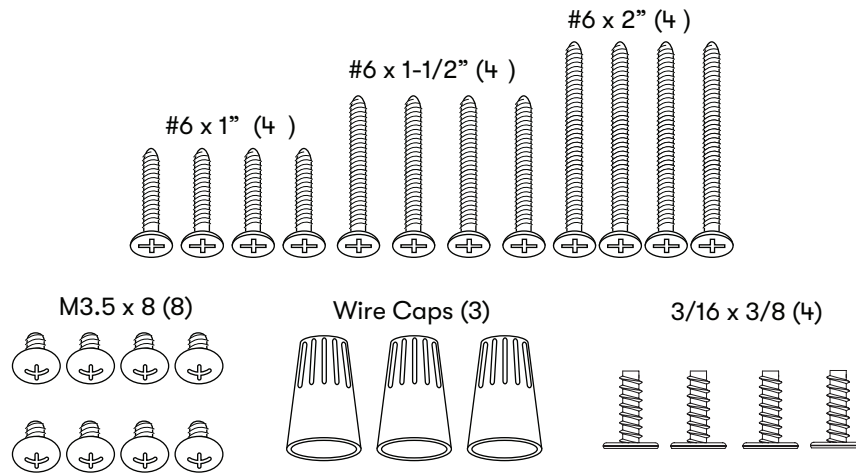 #6 x 2” (4 )
#6 x 1-1/2” (4 )
#6 x 1” (4 )
M3.5 x 8 (8)
Wire Caps (3)
3/16 x 3/8 (4)